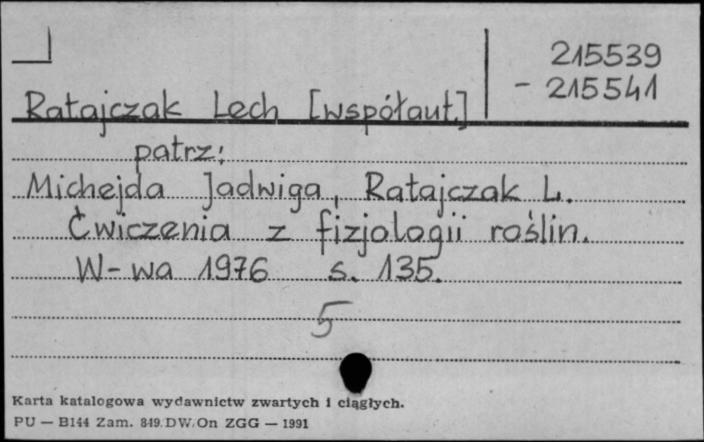 215539
- 215541
Ratajczak Lech [współaut.]
patrz:
Michejda Jadwiga, Ratajczak L.
Ćwiczenia z fizjologii roślin.
W-wa 1976 s. 135.
5
Karta katalogowa wydawnictw zwartych i ciągłych.
PU — B144 Zam. 849.DW.On ZGG — 1991